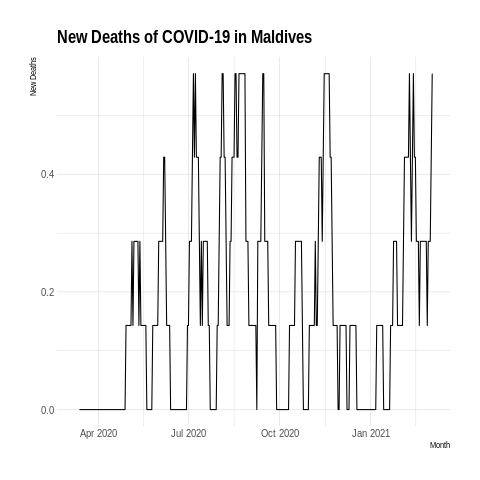 New Deaths of COVID-19 in Maldives
New Deaths
0.4
0.2
0.0
Apr 2020 Jul 2020 Oct 2020 Jan 2021
Month